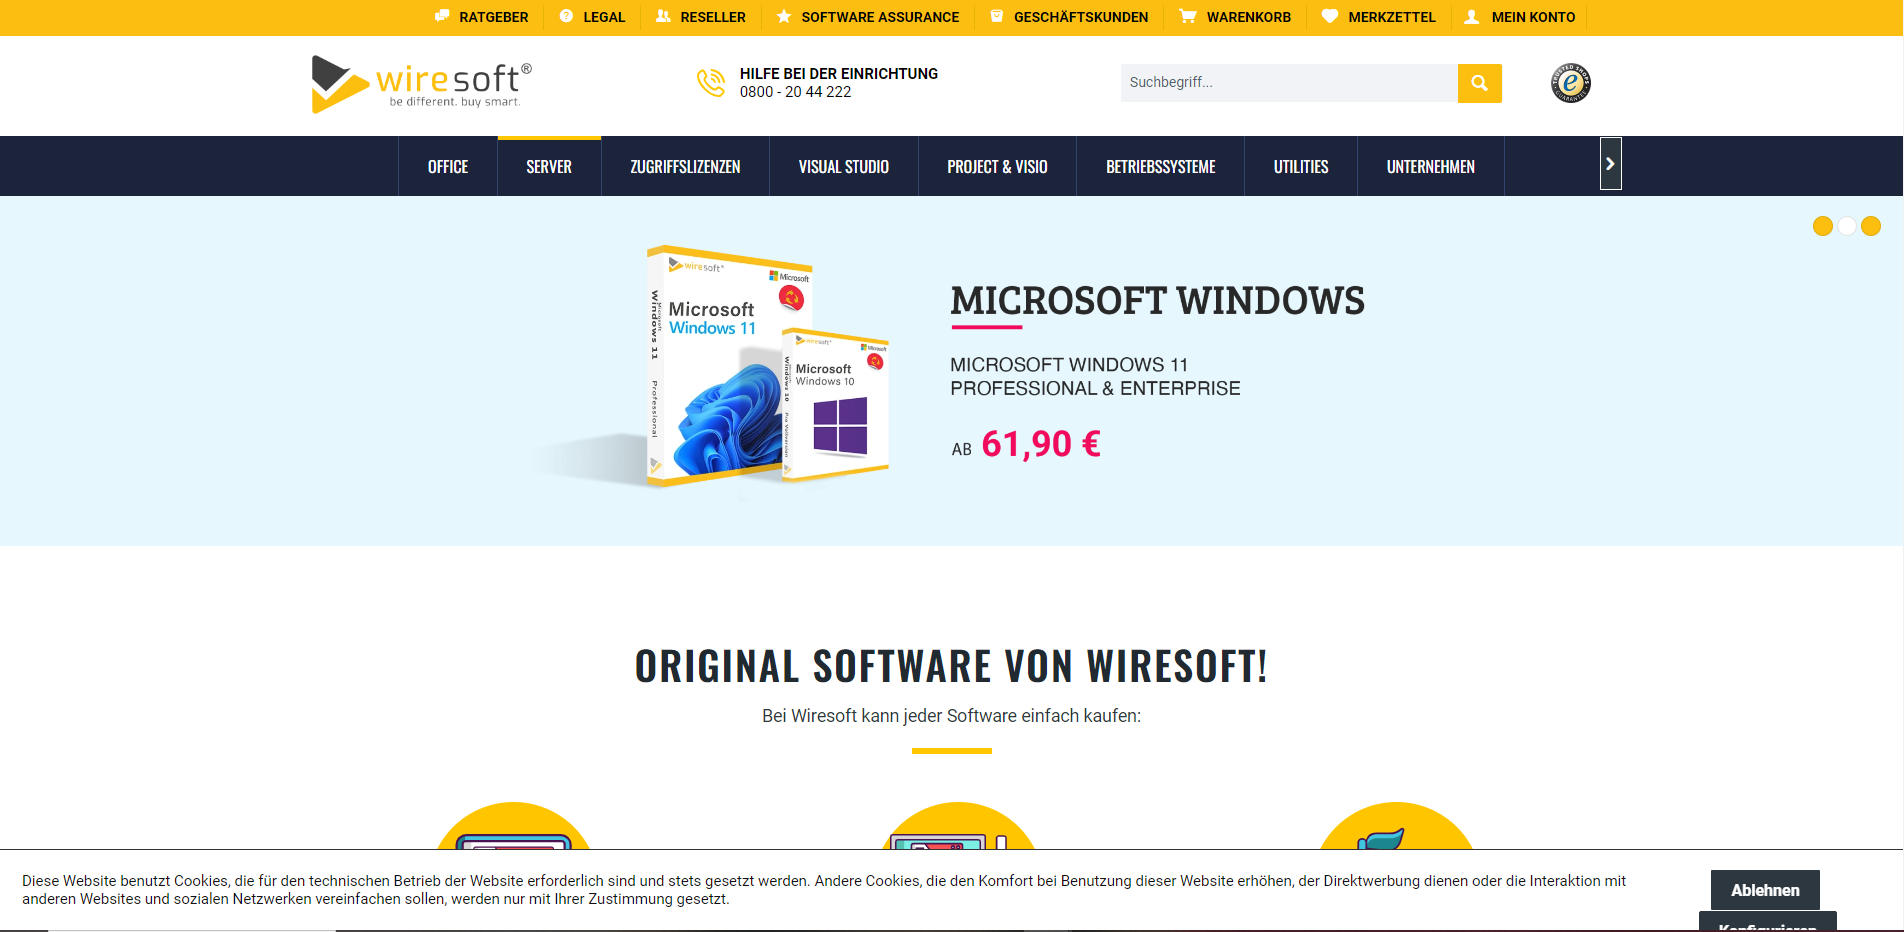 RATGEBER
LEGAL
RESELLER
SOFTWARE ASSURANCE
GESCHÄFTSKUNDEN
WARENKORB
MERKZETTEL
MEIN KONTO
wiresoft®
be different. buy smart.
HILFE BEI DER EINRICHTUNG
0800 - 20 44 222
Suchbegriff...
TRUSTED SHOPS
GUARANTEE
OFFICE
SERVER
ZUGRIFFSLIZENZEN
VISUAL STUDIO
PROJECT & VISIO
BETRIEBSSYSTEME
UTILITIES
UNTERNEHMEN
wiresoft
Microsoft
Microsoft
Windows 11
Microsoft
Windows 11
Professional
wiresoft
Microsoft
Microsoft
Windows 10
Windows 10
MICROSOFT WINDOWS
MICROSOFT WINDOWS 11
PROFESSIONAL & ENTERPRISE
AB 61,90 €
ORIGINAL SOFTWARE VON WIRESOFT!
Bei Wiresoft kann jeder Software einfach kaufen:
Diese Website benutzt Cookies, die für den technischen Betrieb der Website erforderlich sind und stets gesetzt werden. Andere Cookies, die den Komfort bei Benutzung dieser Website erhöhen, der Direktwerbung dienen oder die Interaktion mit
anderen Websites und sozialen Netzwerken vereinfachen sollen, werden nur mit Ihrer Zustimmung gesetzt.
Ablehnen
Konfigurieren